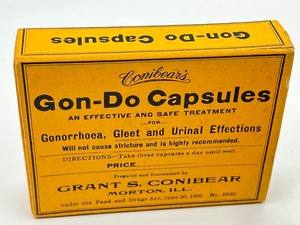 Gon-Do Capsules
Conibear's
Gon-Do Capsules
AN EFFECTIVE AND SAFE TREATMENT
...FOR...
Gonorrhoea, Gleet and Urinal Effections
Will not cause stricture and is highly recommended.
DIRECTIONS—Take three capsules a day until well.
PRICE
Prepared and Guaranteed by
GRANT S. CONIBEAR
MORTON, ILL.
under the Food and Drugs Act, June 30, 1906. No.